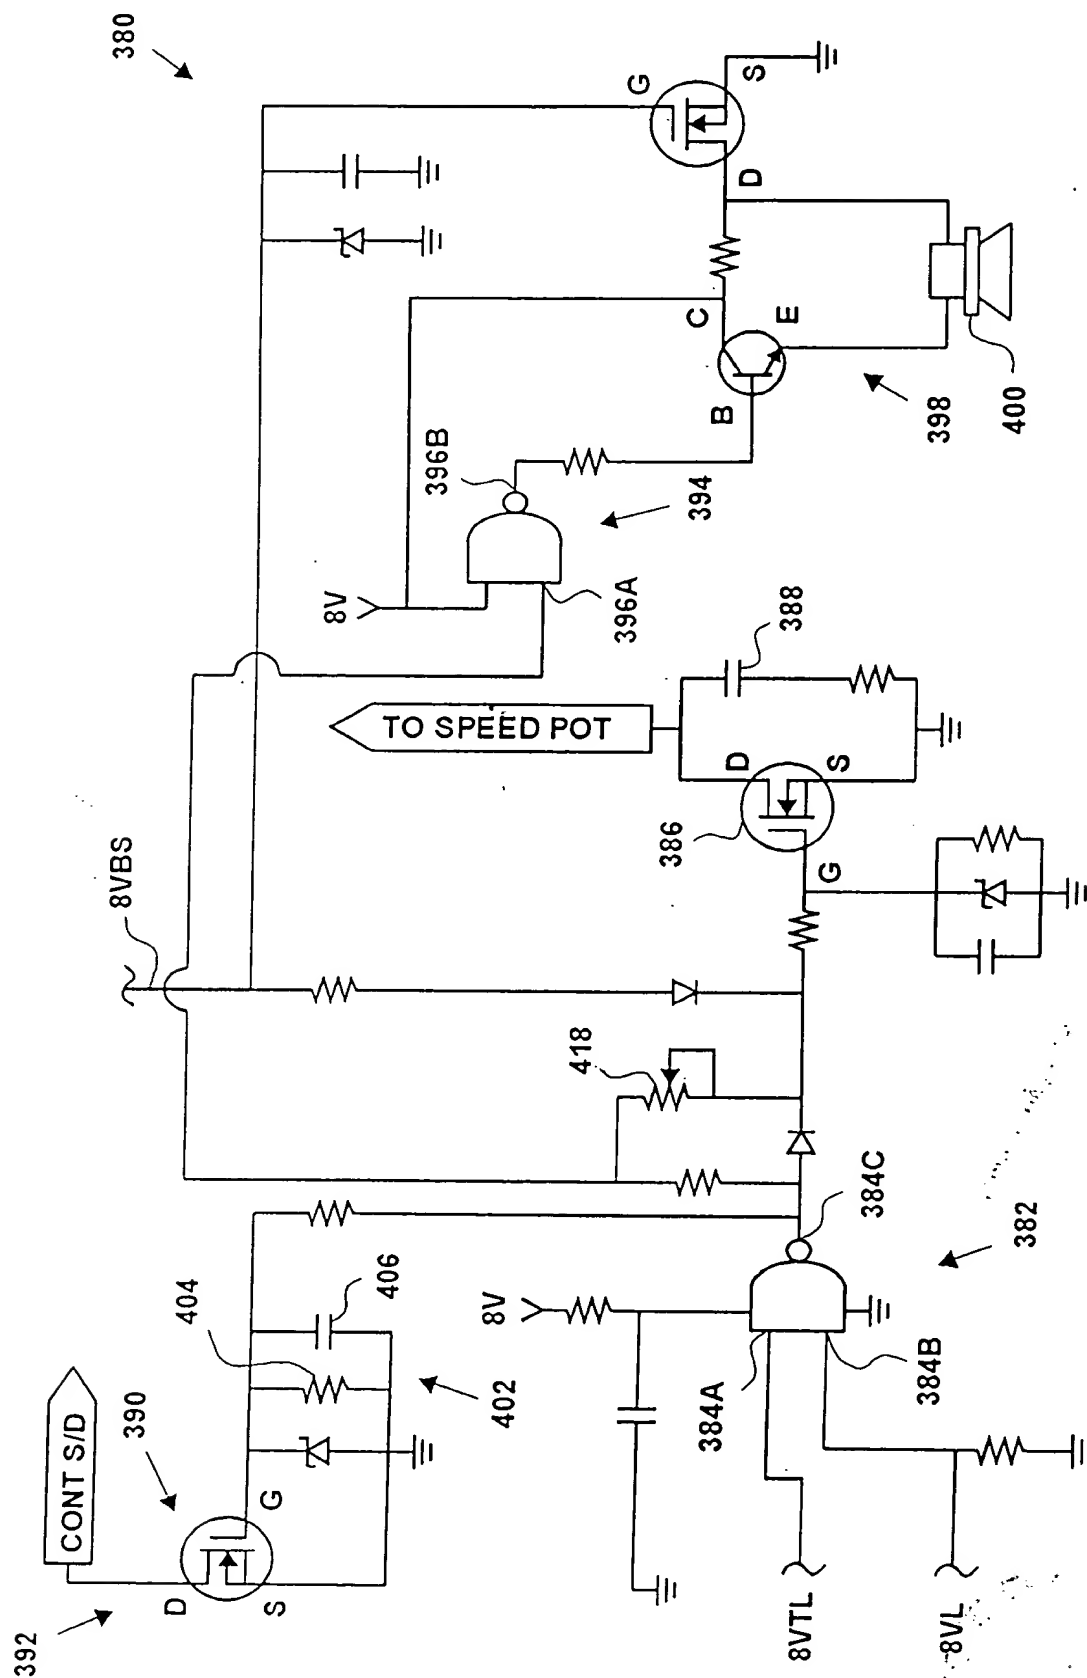 380
8VBS
G
S
D
C
E
B
398
400
396B
394
396A
8V
TO SPEED POT
388
D
S
386
G
418
384C
382
404
406
402
8V
384A
384B
CONT S/D
390
G
D
S
392
8VTL
8VL